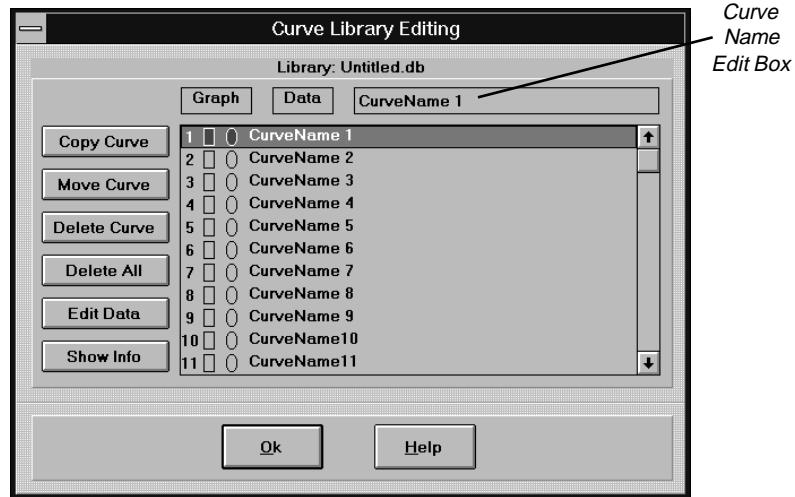 Curve Library Editing
Curve
Name
Edit Box
Library: Untitled.db
Graph Data CurveName 1
Copy Curve
Move Curve
Delete Curve
Delete All
Edit Data
Show Info
1 CurveName 1
2 CurveName 2
3 CurveName 3
4 CurveName 4
5 CurveName 5
6 CurveName 6
7 CurveName 7
8 CurveName 8
9 CurveName 9
10 CurveName10
11 CurveName11
Ok Help